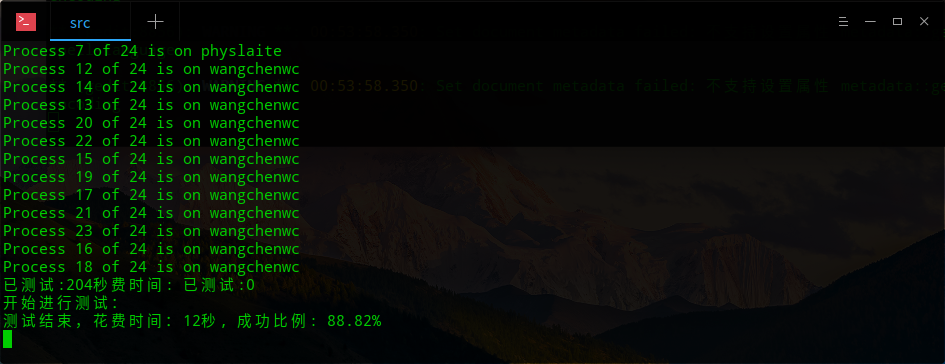 src
Process 7 of 24 is on physlaite
Process 12 of 24 is on wangchenwc
Process 14 of 24 is on wangchenwc 00:53:58.350: Set document metadata failed: 不支持设置属性 metadata::g
Process 13 of 24 is on wangchenwc
Process 20 of 24 is on wangchenwc
Process 22 of 24 is on wangchenwc
Process 15 of 24 is on wangchenwc
Process 19 of 24 is on wangchenwc
Process 17 of 24 is on wangchenwc
Process 21 of 24 is on wangchenwc
Process 23 of 24 is on wangchenwc
Process 16 of 24 is on wangchenwc
Process 18 of 24 is on wangchenwc
已测试:204秒费时间: 已测试:0
开始进行测试:
测试结束，花费时间: 12秒, 成功比例: 88.82%